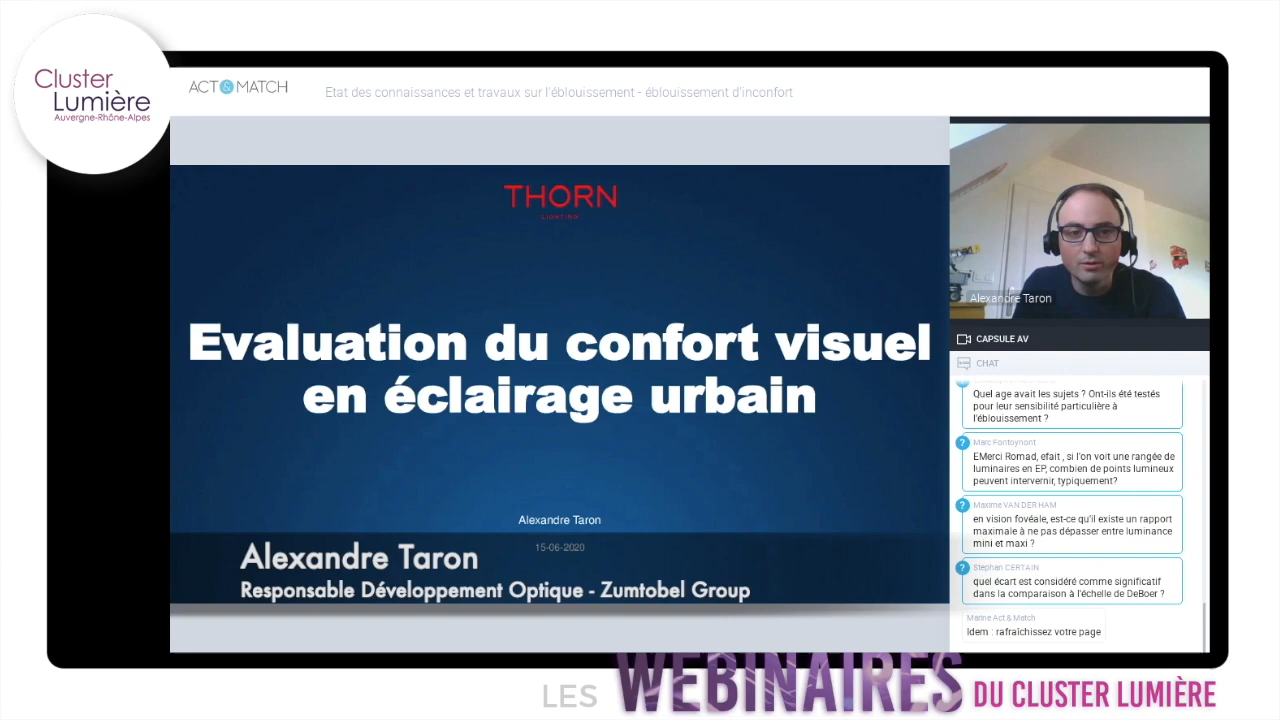 Cluster
Lumière
Auvergne-Rhône-Alpes
ACT & MATCH
Etat des connaissances et travaux sur l'éblouissement - éblouissement d'inconfort
THORN
LIGHTING
Evaluation du confort visuel
en éclairage urbain
Alexandre Taron
15-06-2020
Alexandre Taron
Responsable Développement Optique - Zumtobel Group
Alexandre Taron
CAPSULE AV
CHAT
Quel age avait les sujets ? Ont-ils été testés
pour leur sensibilité particulière à
l'éblouissement ?
? Marc Fontoynont
EMerci Romad, efait , si l'on voit une rangée de
luminaires en EP, combien de points lumineux
peuvent intervenir, typiquement?
? Maxime VAN DER HAM
en vision fovéale, est-ce qu'il existe un rapport
maximale à ne pas dépasser entre luminance
mini et maxi ?
? Stephan CERTAIN
quel écart est considéré comme significatif
dans la comparaison à l'échelle de DeBoer ?
Marine Act & Match
Idem : rafraîchissez votre page
LES WEBINAIRES DU CLUSTER LUMIÈRE